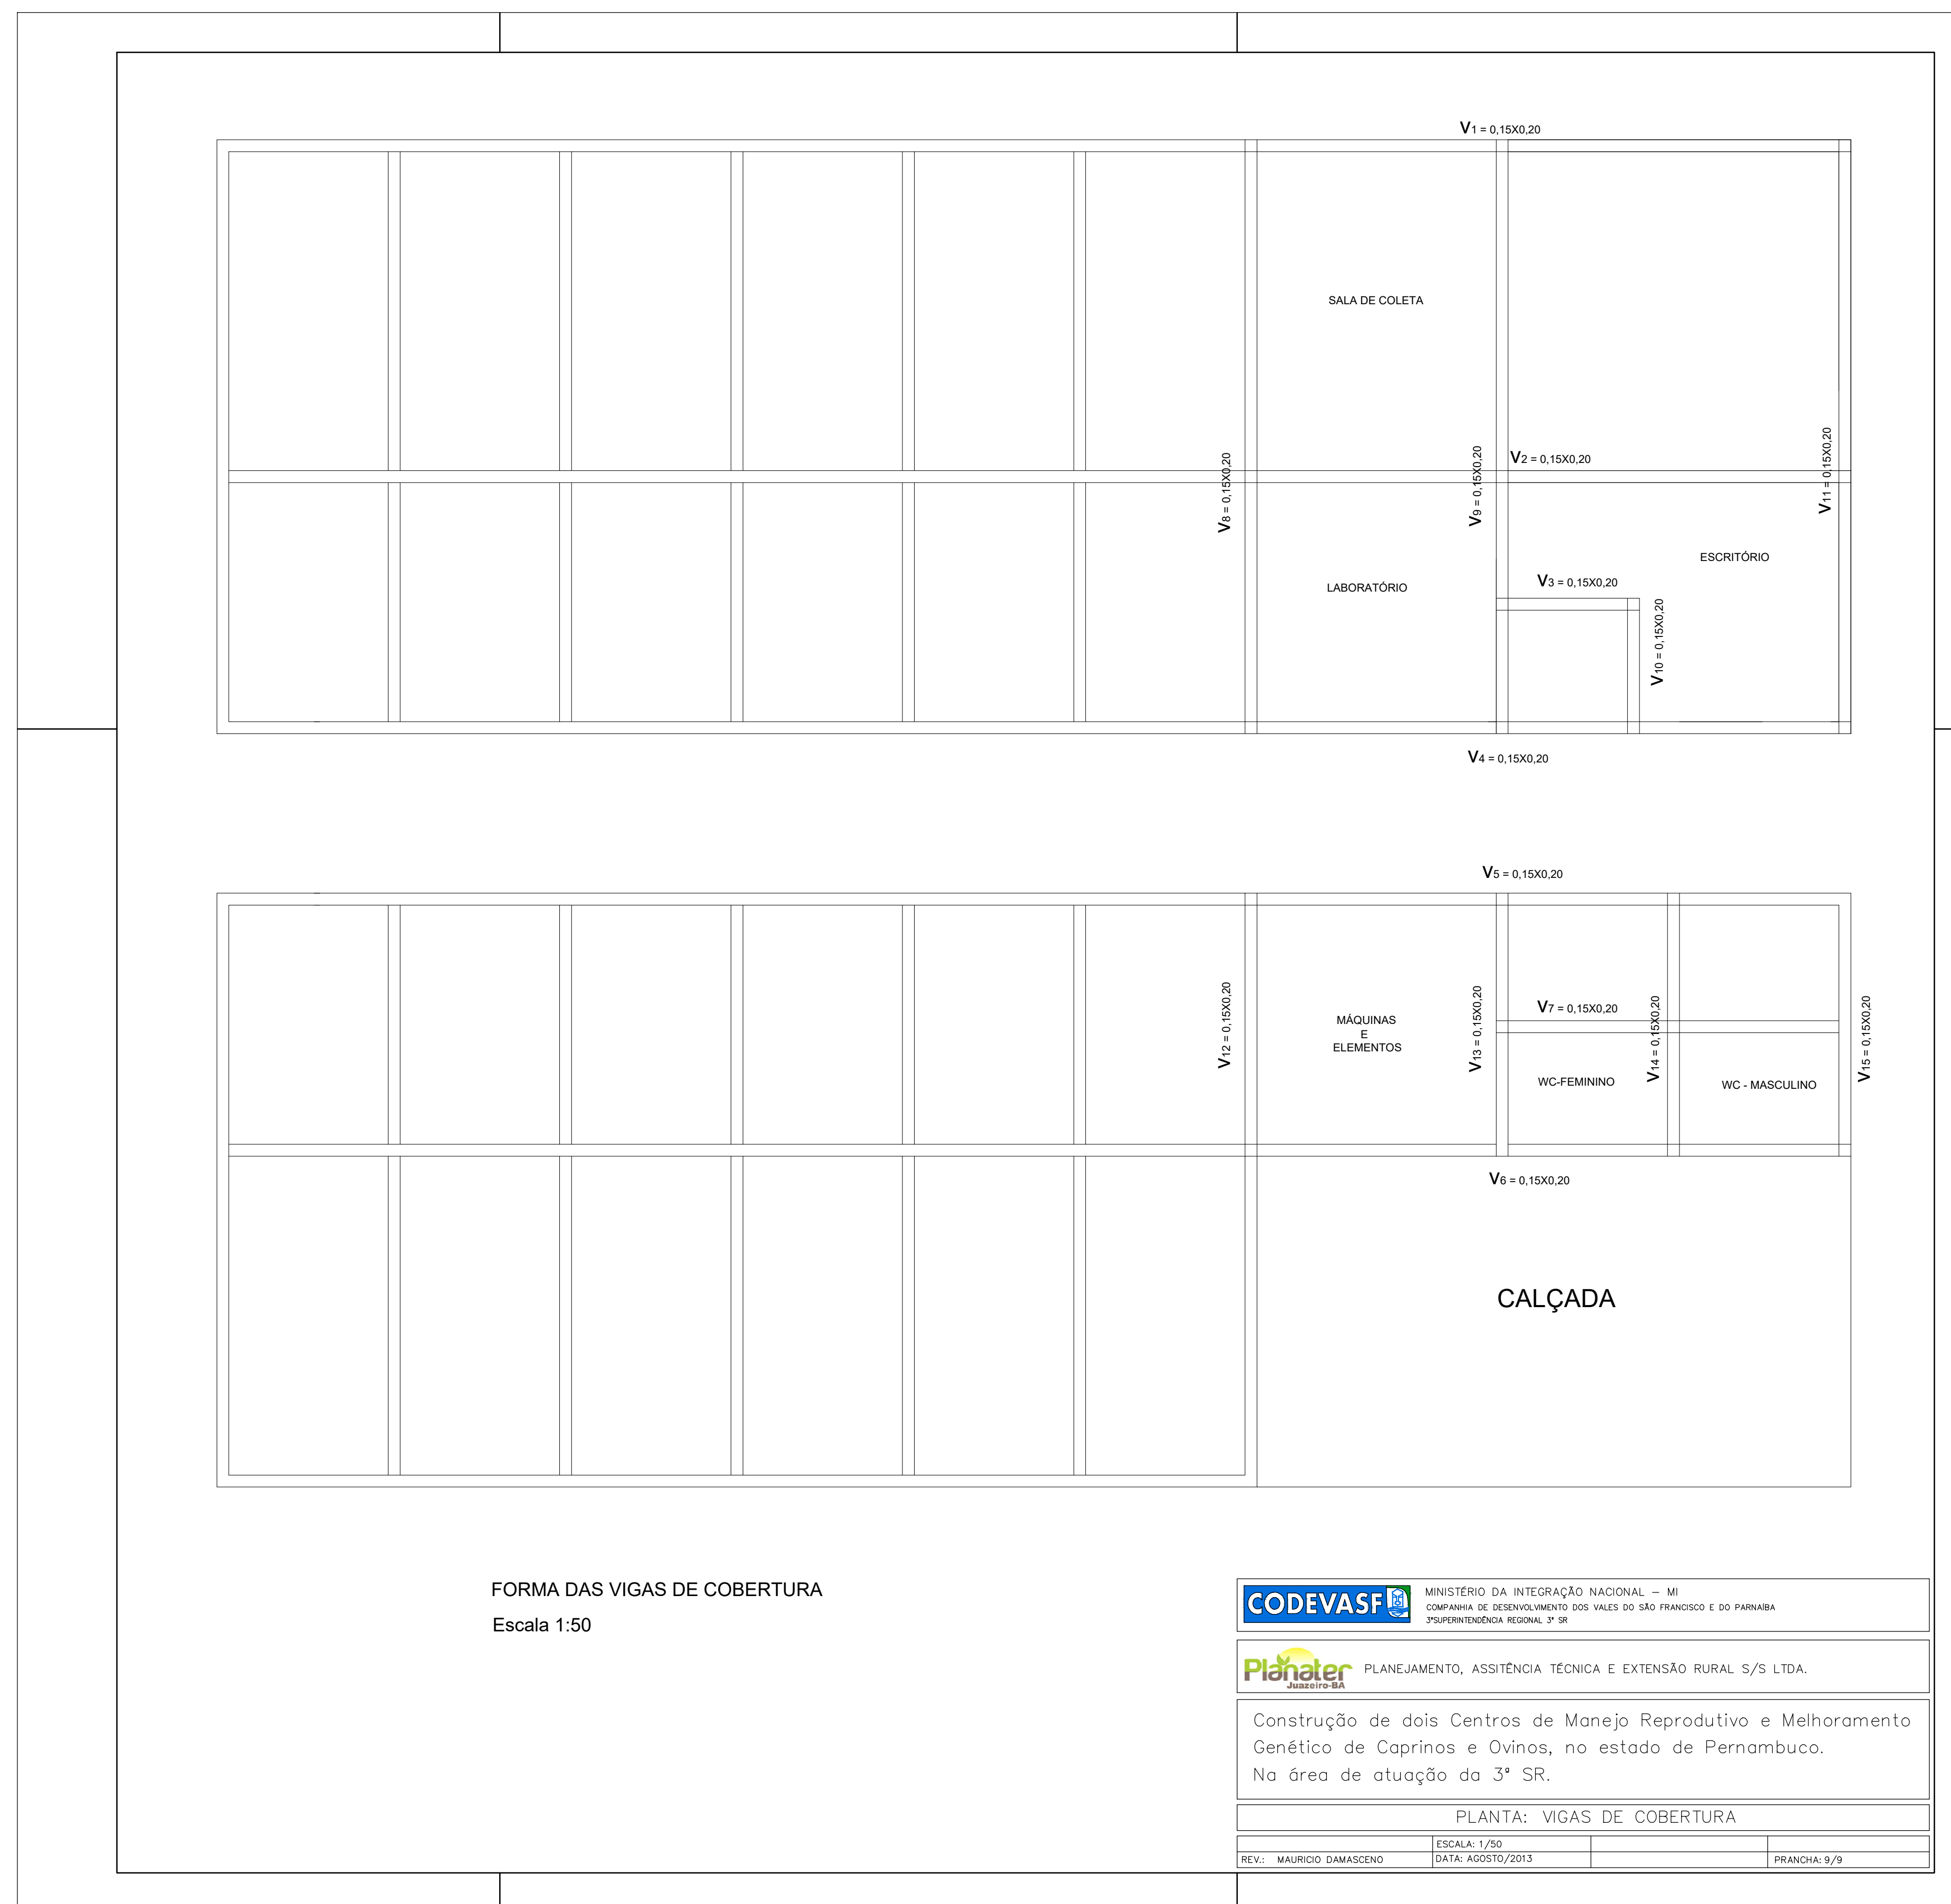 V1 = 0,15X0,20
SALA DE COLETA
V8 = 0,15X0,20
V9 = 0,15X0,20
V2 = 0,15X0,20
V11 = 0,15X0,20
ESCRITÓRIO
LABORATÓRIO
V3 = 0,15X0,20
V10 = 0,15X0,20
V4 = 0,15X0,20
V5 = 0,15X0,20
V12 = 0,15X0,20
MÁQUINAS
E
ELEMENTOS
V13 = 0,15X0,20
V7 = 0,15X0,20
V14 = 0,15X0,20
V15 = 0,15X0,20
WC-FEMININO
WC - MASCULINO
V6 = 0,15X0,20
CALÇADA
FORMA DAS VIGAS DE COBERTURA
Escala 1:50
CODEVASF
MINISTÉRIO DA INTEGRAÇÃO NACIONAL – MI
COMPANHIA DE DESENVOLVIMENTO DOS VALES DO SÃO FRANCISCO E DO PARNAÍBA
3ªSUPERINTENDÊNCIA REGIONAL 3ª SR
Planater
Juazeiro-BA
PLANEJAMENTO, ASSITÊNCIA TÉCNICA E EXTENSÃO RURAL S/S LTDA.
Construção de dois Centros de Manejo Reprodutivo e Melhoramento
Genético de Caprinos e Ovinos, no estado de Pernambuco.
Na área de atuação da 3ª SR.
PLANTA: VIGAS DE COBERTURA
ESCALA: 1/50
REV.: MAURICIO DAMASCENO
DATA: AGOSTO/2013
PRANCHA: 9/9